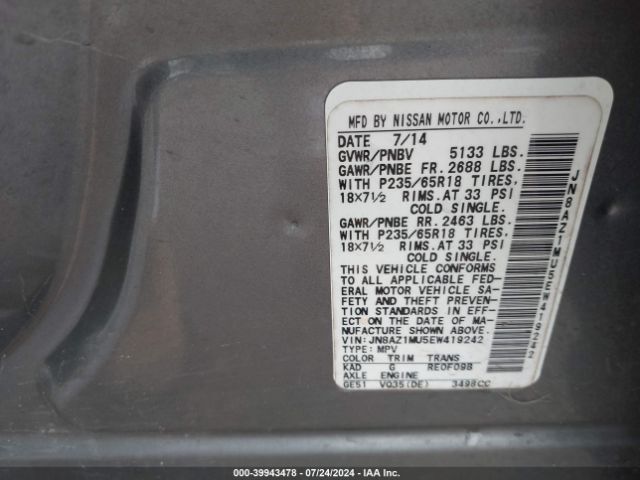 MFD BY NISSAN MOTOR CO.,LTD.
DATE 7/14
GVWR/PNBV 5133 LBS.
GAWR/PNBE FR. 2688 LBS.
WITH P235/65R18 TIRES,
18×7½ RIMS. AT 33 PSI
COLD SINGLE.
GAWR/PNBE RR. 2463 LBS.
WITH P235/65R18 TIRES,
18×7½ RIMS. AT 33 PSI
COLD SINGLE.
THIS VEHICLE CONFORMS
TO ALL APPLICABLE FED-
ERAL MOTOR VEHICLE SA-
FETY AND THEFT PREVEN-
TION STANDARDS IN EFF-
ECT ON THE DATE OF MA-
NUFACTURE SHOWN ABOVE.
VIN:JN8AZ1MU5EW419242
TYPE:MPV
COLOR TRIM TRANS
KAD G RE0F09B
AXLE ENGINE
GE51 VQ35(DE) 3498CC
JN8AZ1MU5EW419242
000-39943478 - 07/24/2024 - IAA Inc.